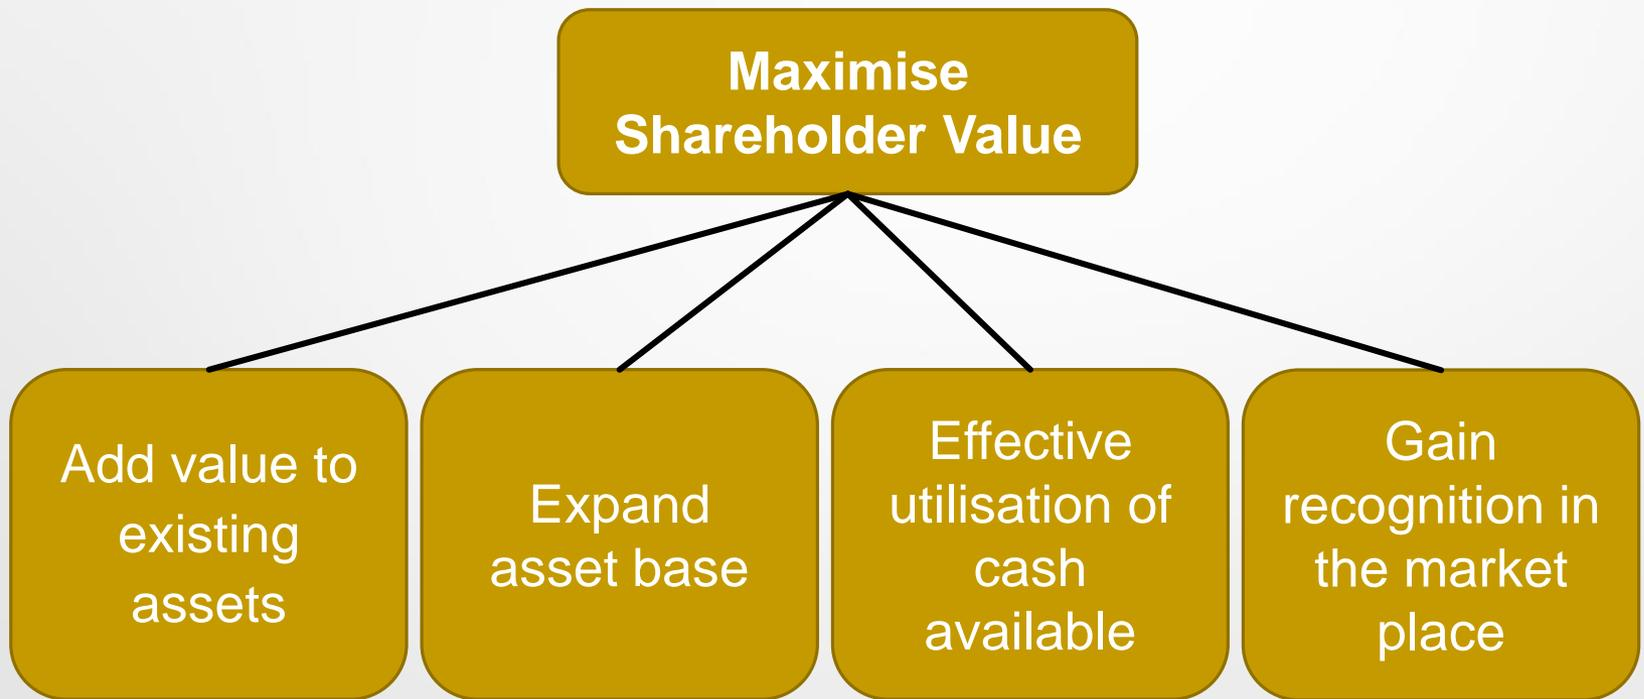 Maximise
Shareholder Value
Add value to
existing
assets
Expand
asset base
Effective
utilisation of
cash
available
Gain
recognition in
the market
place